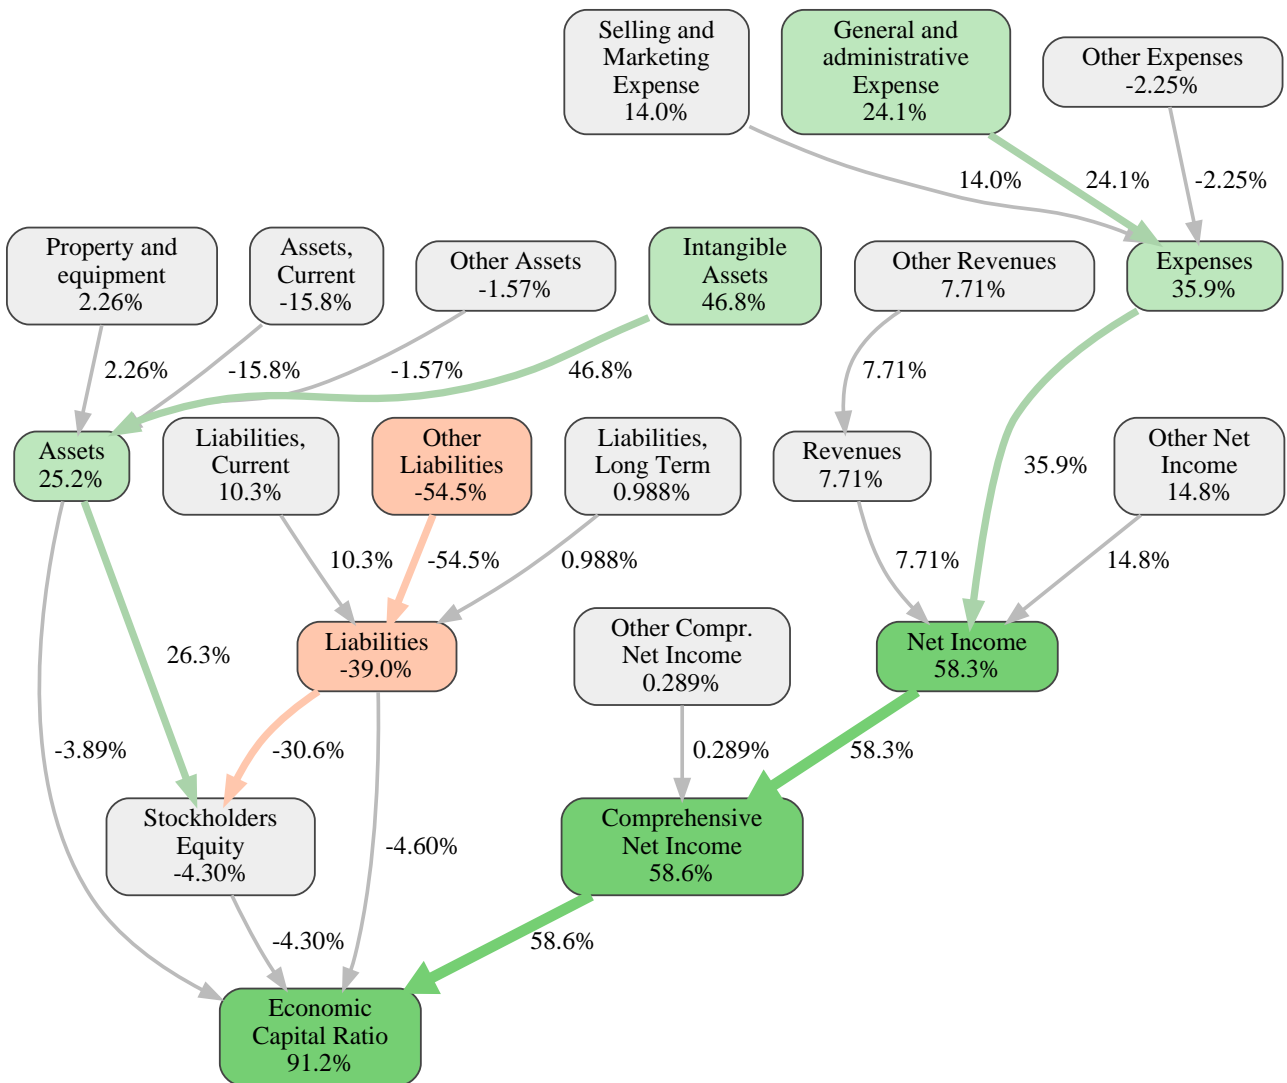 Selling and
Marketing
Expense
14.0%
General and
administrative
Expense
24.1%
Other Expenses
-2.25%
14.0%
24.1%
-2.25%
Property and
equipment
2.26%
Assets,
Current
-15.8%
Other Assets
-1.57%
Intangible
Assets
46.8%
Other Revenues
7.71%
Expenses
35.9%
2.26%
-15.8%
-1.57%
46.8%
7.71%
Assets
25.2%
Liabilities,
Current
10.3%
Other
Liabilities
-54.5%
Liabilities,
Long Term
0.988%
Revenues
7.71%
35.9%
Other Net
Income
14.8%
10.3%
-54.5%
0.988%
7.71%
14.8%
26.3%
Liabilities
-39.0%
Other Compr.
Net Income
0.289%
Net Income
58.3%
-3.89%
-30.6%
0.289%
58.3%
Stockholders
Equity
-4.30%
-4.60%
Comprehensive
Net Income
58.6%
-4.30%
58.6%
Economic
Capital Ratio
91.2%